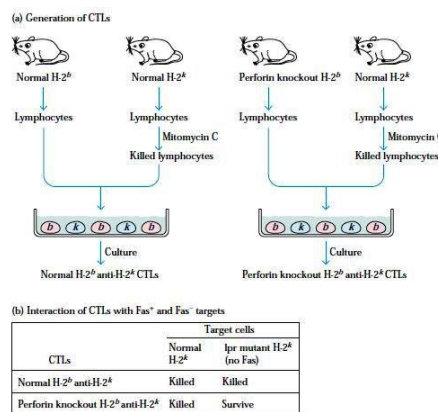 (a) Generation of CTLs
Normal H-2ᵇ Normal H-2ᵏ Perforin knockout H-2ᵇ Normal H-2ᵏ
Lymphocytes Lymphocytes Lymphocytes Lymphocytes
Mitomycin C Mitomycin C
Killed lymphocytes Killed lymphocytes
b k b k b b k b k b
Culture Culture
Normal H-2ᵇ anti-H-2ᵏ CTLs Perforin knockout H-2ᵇ anti-H-2ᵏ CTLs
(b) Interaction of CTLs with Fas⁺ and Fas⁻ targets
Target cells
Normal lpr mutant H-2ᵏ
CTLs H-2ᵏ (no Fas)
Normal H-2ᵇ anti-H-2ᵏ Killed Killed
Perforin knockout H-2ᵇ anti-H-2ᵏ Killed Survive